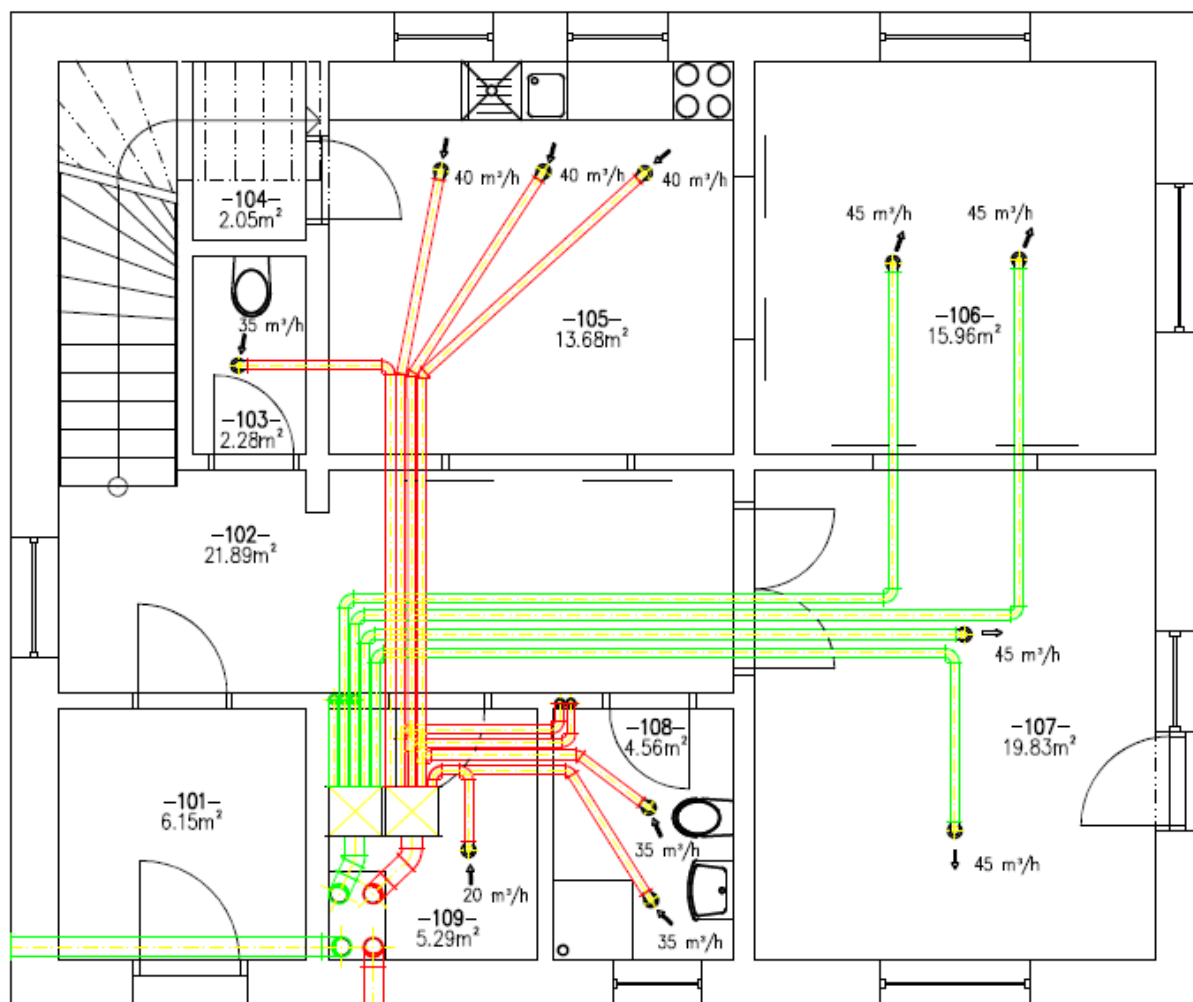 40 m³/h
40 m³/h
40 m³/h
-104-
2.05m²
45 m³/h
45 m³/h
35 m³/h
-105-
13.68m²
-106-
15.96m²
-103-
2.28m²
-102-
21.89m²
45 m³/h
-108-
4.56m²
-107-
19.83m²
-101-
6.15m²
35 m³/h
45 m³/h
20 m³/h
-109-
5.29m²
35 m³/h